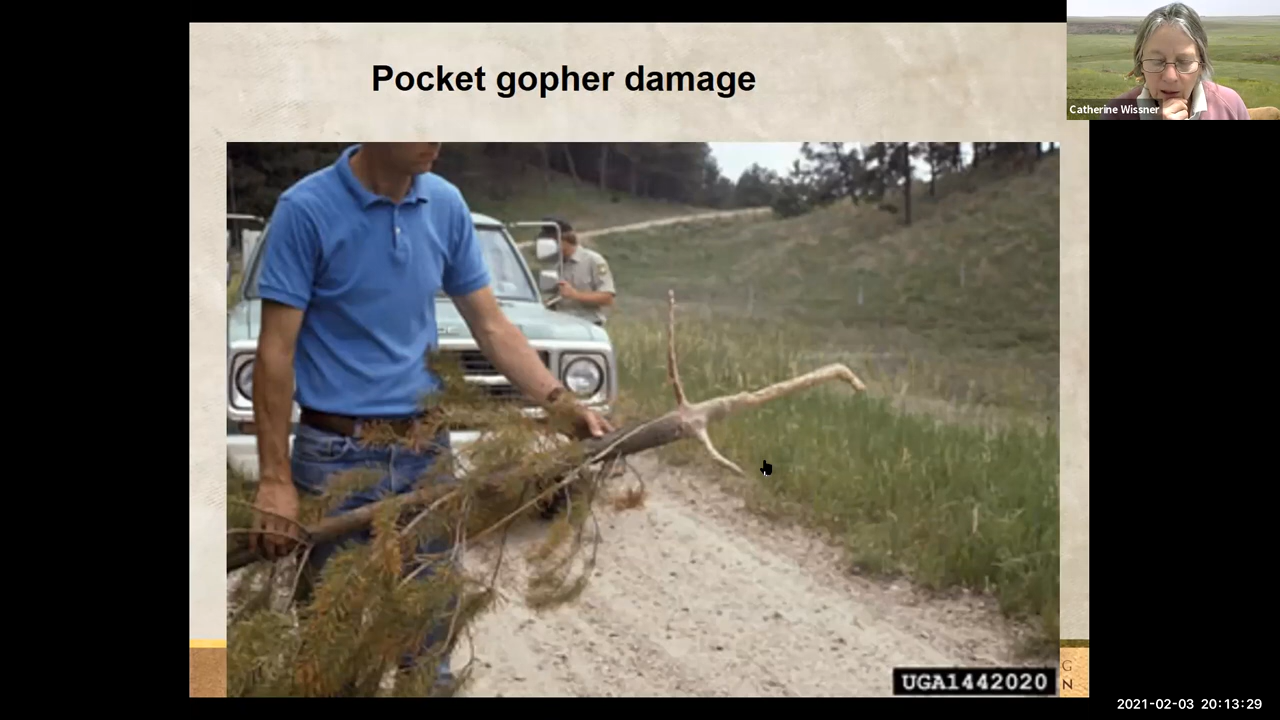 Pocket gopher damage
Catherine Wissner
UGA1442020
G
N
2021-02-03 20:13:29